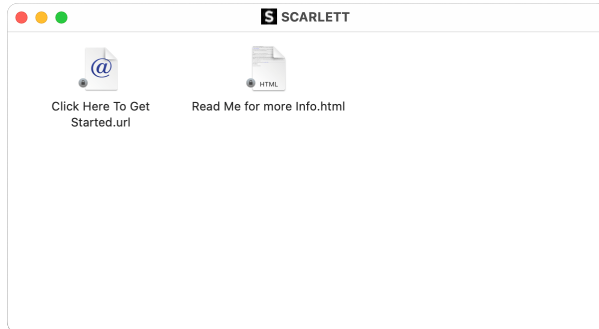 S SCARLETT
@
HTML
Click Here To Get
Started.url
Read Me for more Info.html